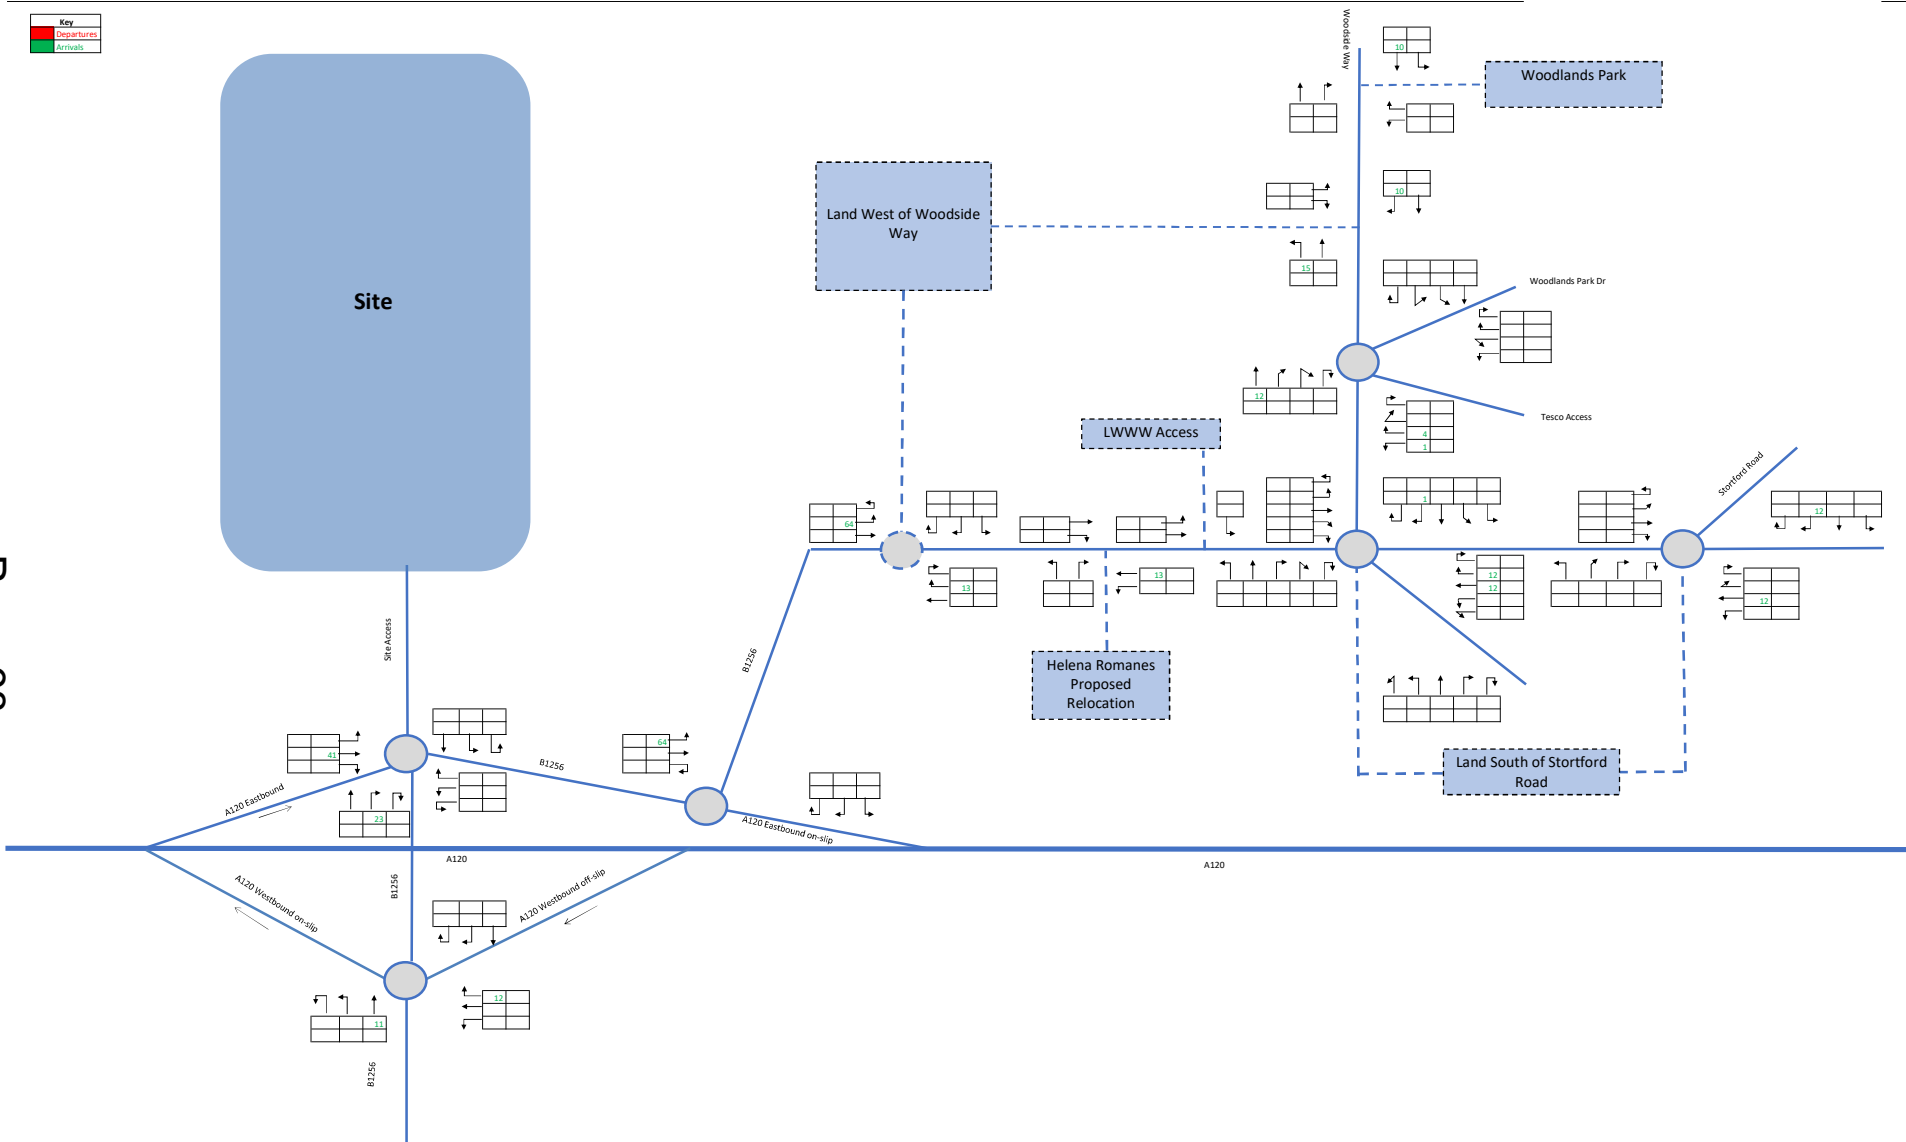 Key
Departures
Arrivals
Woodside Way
10
Woodlands Park
Land West of Woodside
Way
10
15
Site
Woodlands Park Dr
12
Tesco Access
4
1
LWWW Access
Stortford Road
64
1
12
13
13
12
12
12
Site Access
B1256
Helena Romanes
Proposed
Relocation
41
64
B1256
Land South of Stortford
Road
A120 Eastbound
23
A120 Eastbound on-slip
A120
A120
A120 Westbound on-slip
B1256
A120 Westbound off-slip
12
11
B1256